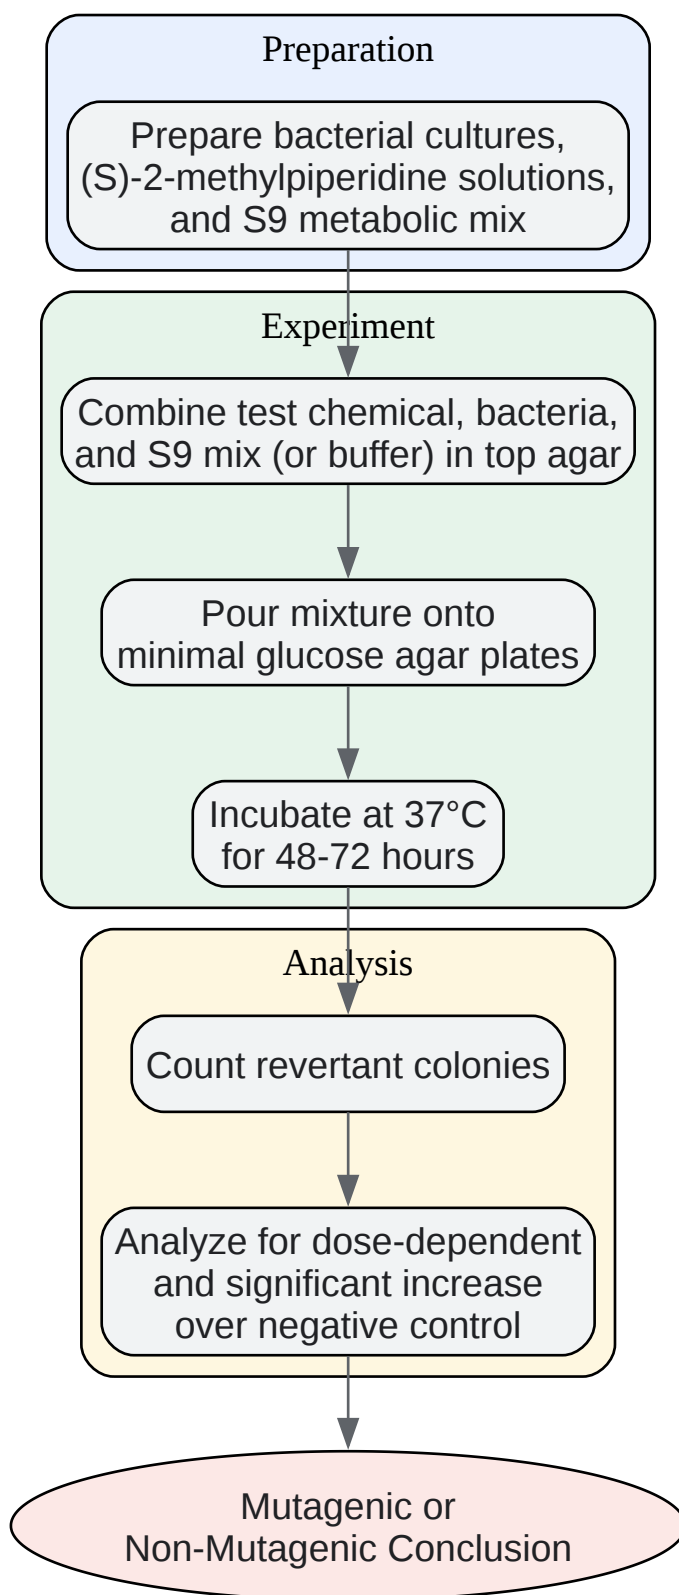 Preparation
Prepare bacterial cultures,
(S)-2-methylpiperidine solutions,
and S9 metabolic mix
Experiment
Combine test chemical, bacteria,
and S9 mix (or buffer) in top agar
Pour mixture onto
minimal glucose agar plates
Incubate at 37°C
for 48-72 hours
Analysis
Count revertant colonies
Analyze for dose-dependent
and significant increase
over negative control
Mutagenic or
Non-Mutagenic Conclusion